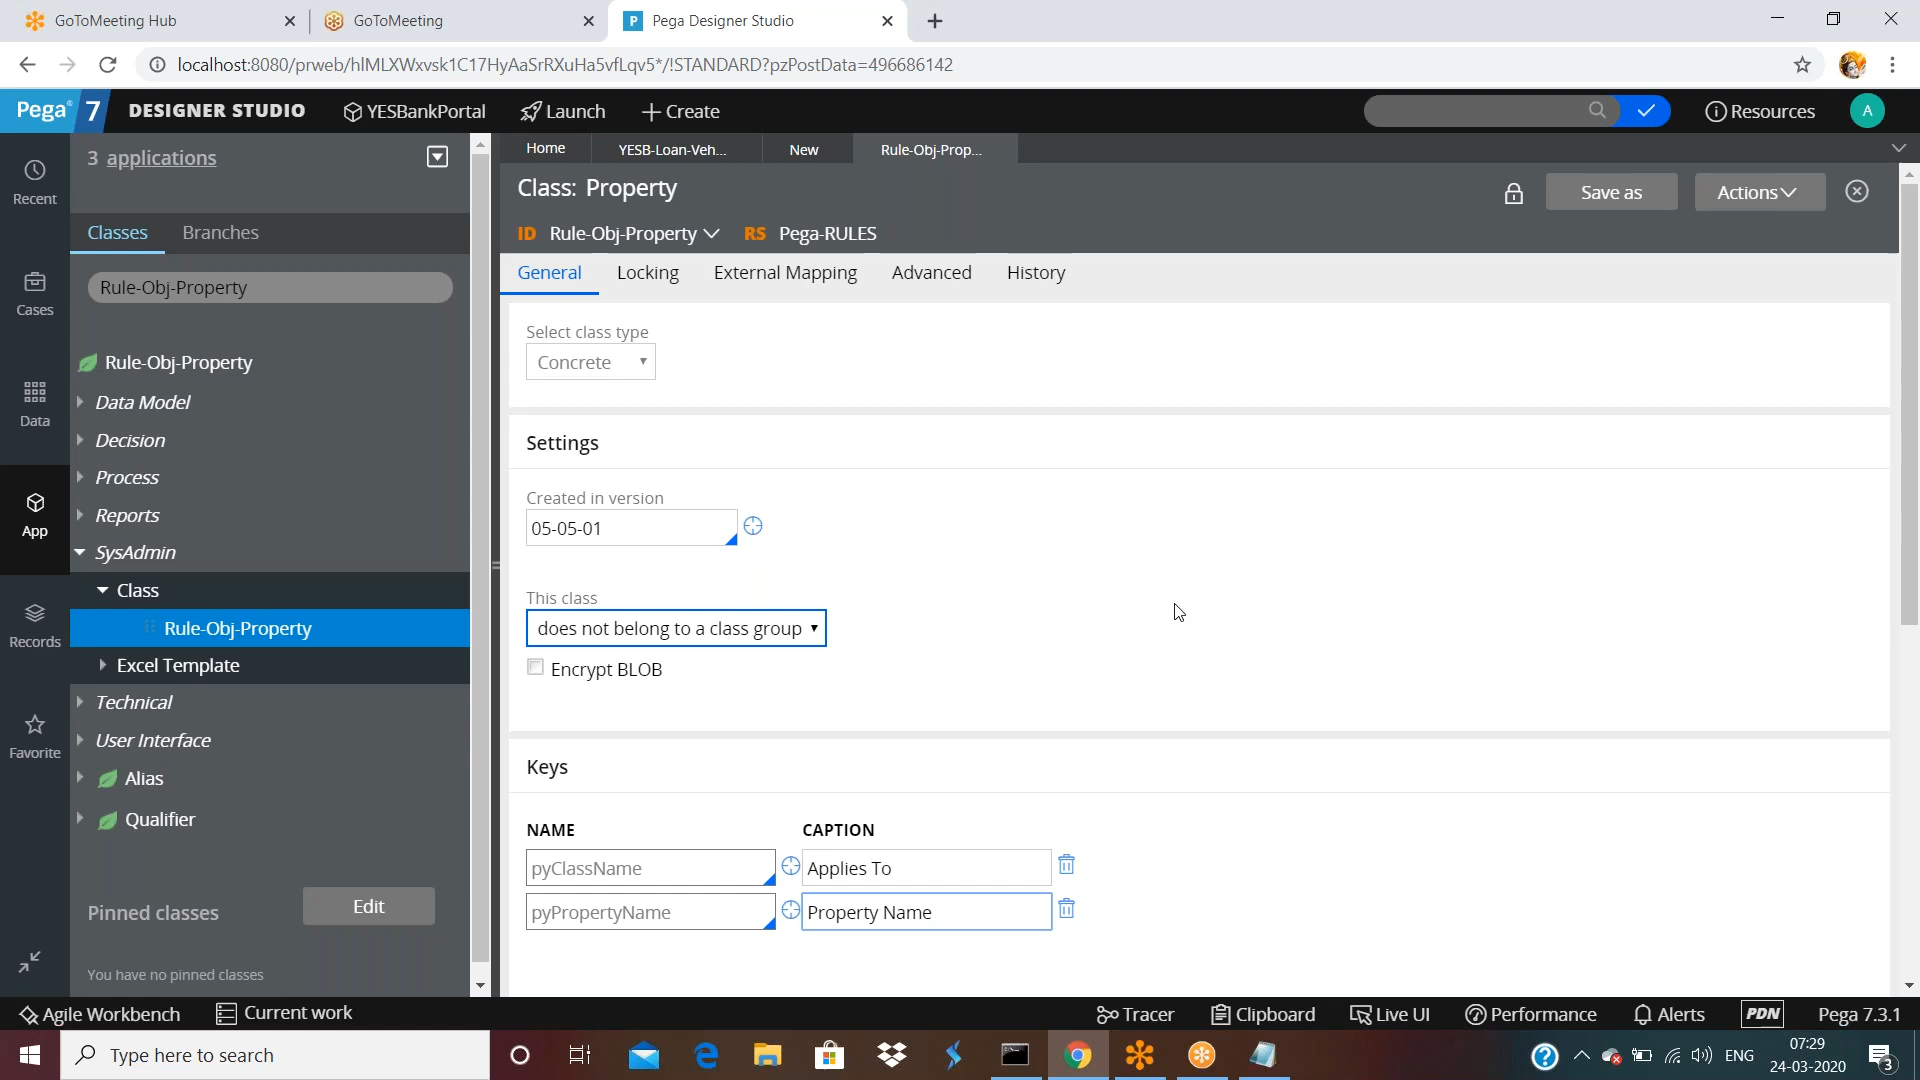 GoToMeeting Hub
GoToMeeting
P Pega Designer Studio
localhost:8080/prweb/hlMLXWxvsk1C17HyAaSrRXuHa5vfLqv5*/!STANDARD?pzPostData=496686142
Pega 7 DESIGNER STUDIO YESBankPortal Launch Create Resources A
3 applications
Home YESB-Loan-Veh... New Rule-Obj-Prop...
Recent
Class: Property
Save as Actions
ID Rule-Obj-Property RS Pega-RULES
Classes Branches
General Locking External Mapping Advanced History
Rule-Obj-Property
Cases
Select class type
Concrete
Rule-Obj-Property
Data Model
Data
Decision
Settings
Process
Created in version
05-05-01
Reports
App
SysAdmin
Class
This class
does not belong to a class group
Rule-Obj-Property
Records
Encrypt BLOB
Excel Template
Technical
User Interface
Favorite
Keys
Alias
Qualifier
NAME CAPTION
pyClassName Applies To
pyPropertyName Property Name
Pinned classes Edit
You have no pinned classes
Agile Workbench Current work Tracer Clipboard Live UI Performance Alerts PDN Pega 7.3.1
Type here to search
ENG
07:29
24-03-2020
3